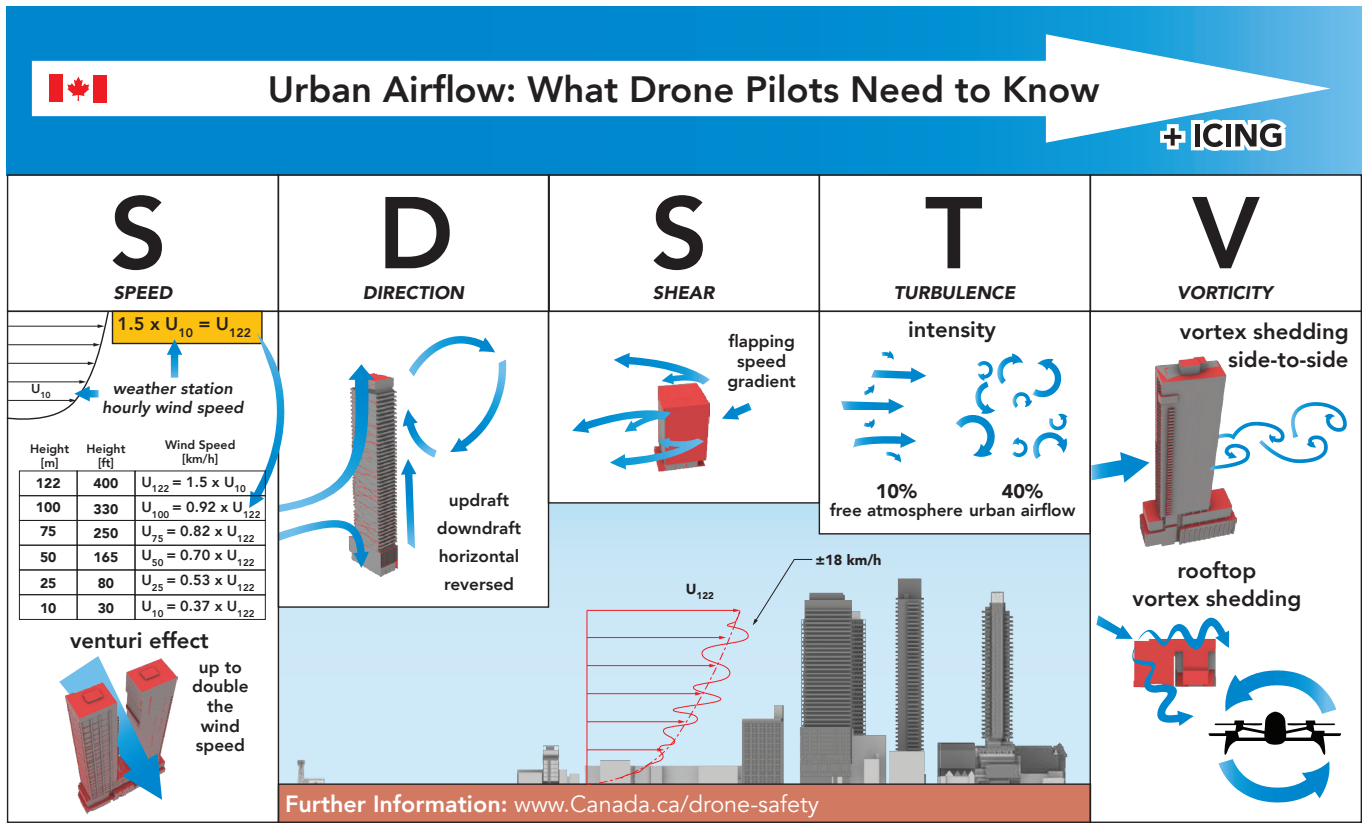 Urban Airflow: What Drone Pilots Need to Know
+ ICING
S
SPEED
1.5 x U₁₀ = U₁₂₂
U₁₀
weather station
hourly wind speed
Height
[m]
Height
[ft]
Wind Speed
[km/h]
122 400 U₁₂₂ = 1.5 x U₁₀
100 330 U₁₀₀ = 0.92 x U₁₂₂
75 250 U₇₅ = 0.82 x U₁₂₂
50 165 U₅₀ = 0.70 x U₁₂₂
25 80 U₂₅ = 0.53 x U₁₂₂
10 30 U₁₀ = 0.37 x U₁₂₂
venturi effect
up to
double
the
wind
speed
D
DIRECTION
updraft
downdraft
horizontal
reversed
S
SHEAR
flapping
speed
gradient
T
TURBULENCE
intensity
10%
free atmosphere
40%
urban airflow
U₁₂₂
±18 km/h
V
VORTICITY
vortex shedding
side-to-side
rooftop
vortex shedding
Further Information: www.Canada.ca/drone-safety